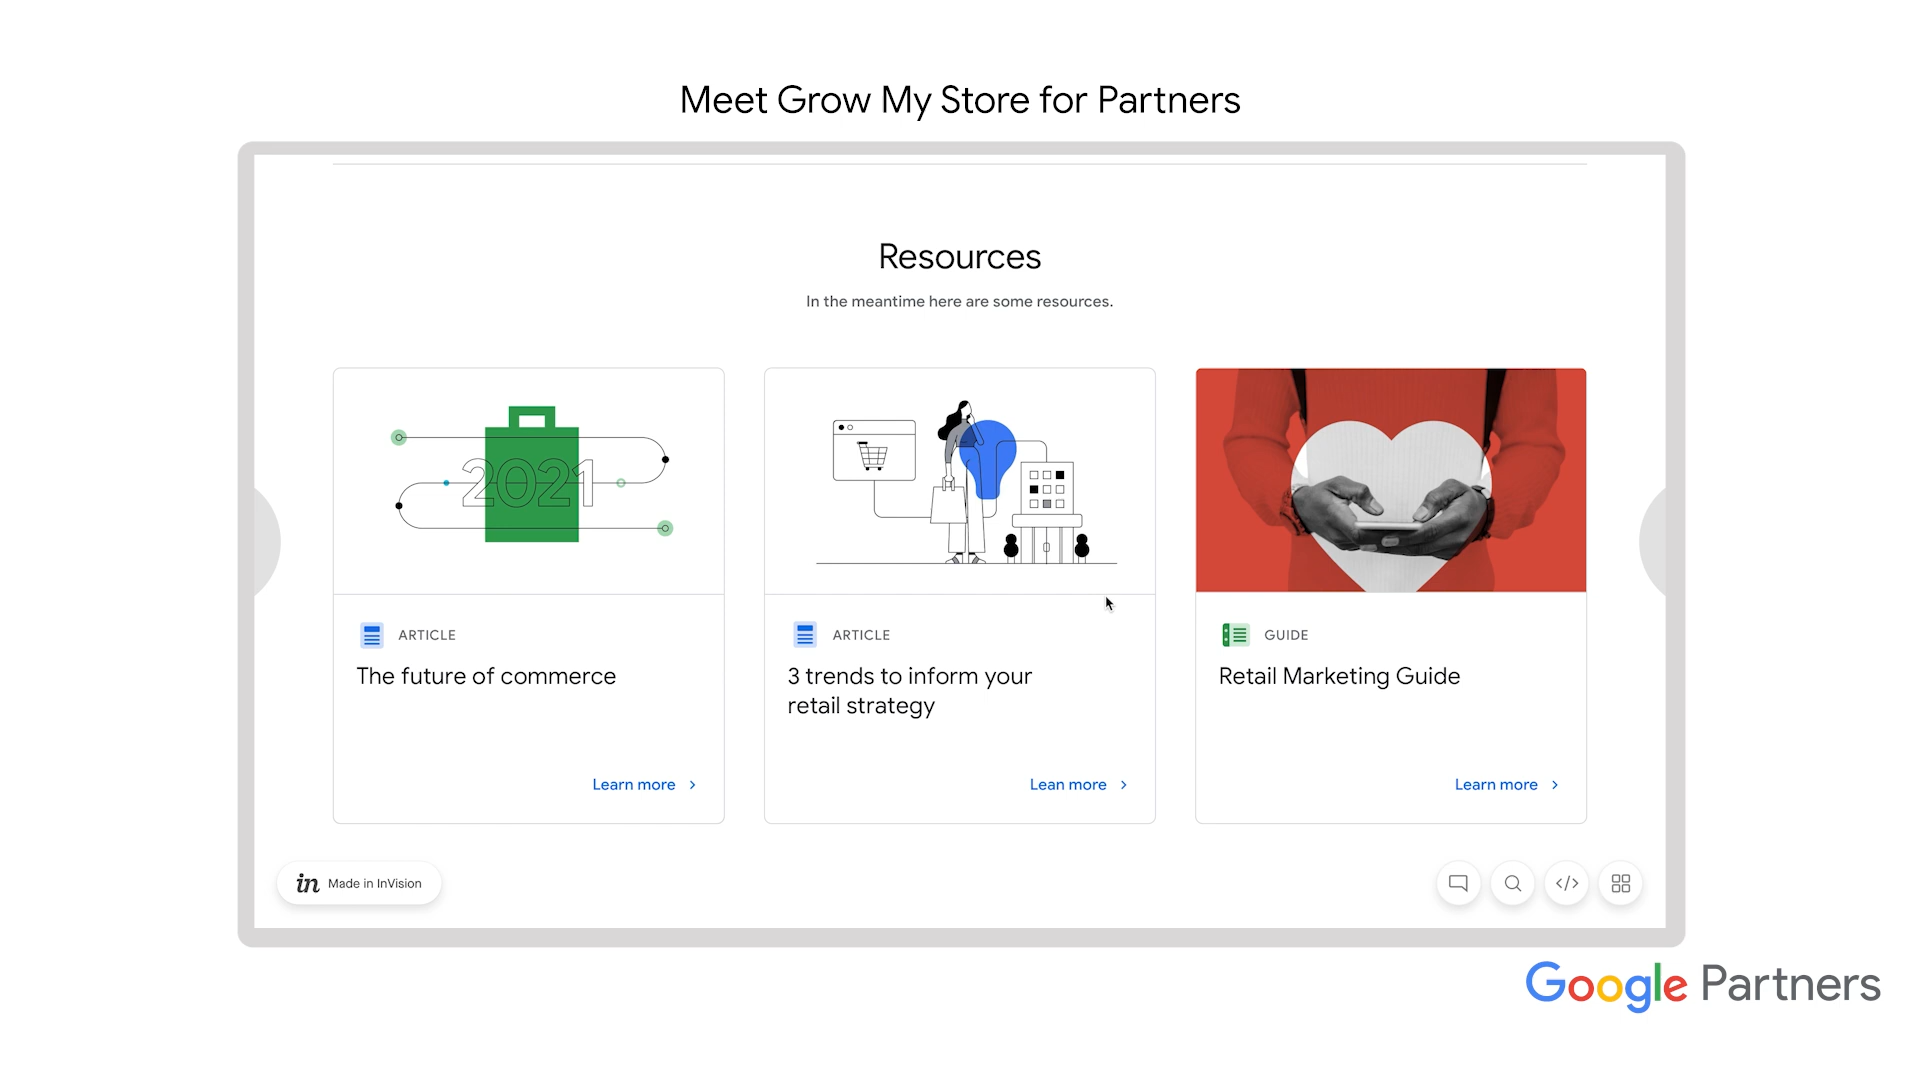 Meet Grow My Store for Partners
Resources
In the meantime here are some resources.
2021
ARTICLE
The future of commerce
Learn more
ARTICLE
3 trends to inform your
retail strategy
Lean more
GUIDE
Retail Marketing Guide
Learn more
in Made in InVision
</>
Google Partners